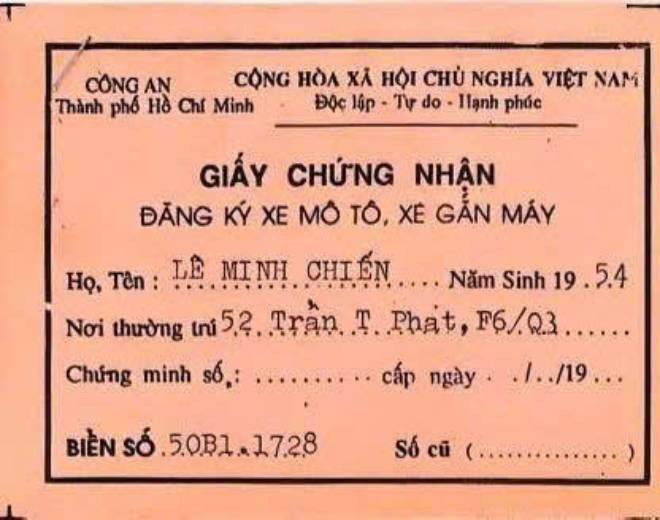 CÔNG AN
Thành phố Hồ Chí Minh
CỘNG HÒA XÃ HỘI CHỦ NGHĨA VIỆT NAM
Độc lập - Tự do - Hạnh phúc
GIẤY CHỨNG NHẬN
ĐĂNG KÝ XE MÔ TÔ, XE GẮN MÁY
Họ, Tên : LÊ MINH CHIẾN .... Năm Sinh 19.54
Nơi thường trú 52 Trần T Phát, F6/Q3......
Chứng minh số : .......... cấp ngày . ./../19...
BIỂN SỐ .50B1.1728 Số cũ (...............)